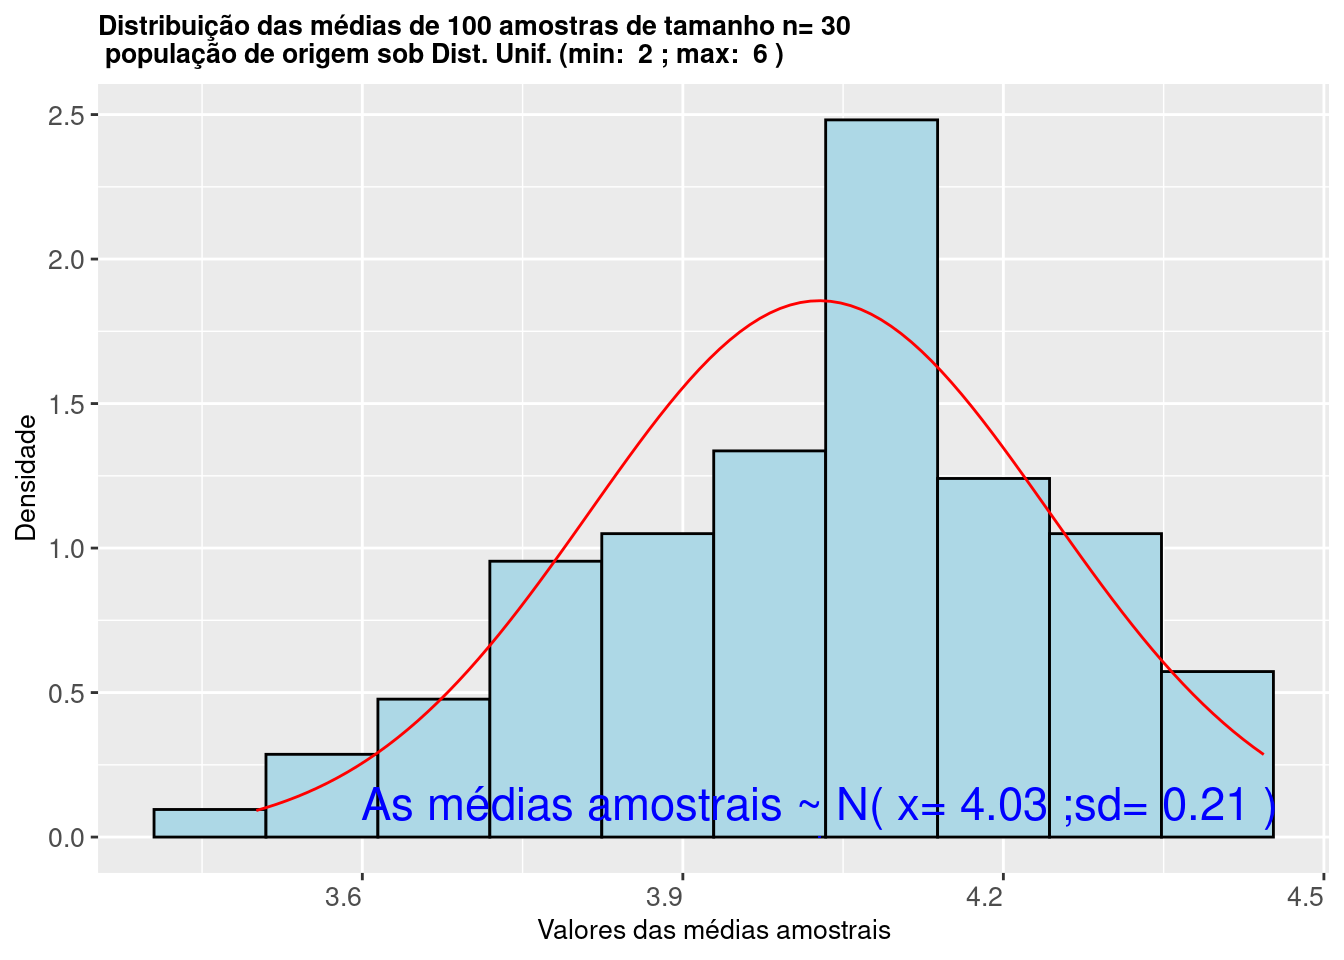 Distribuição das médias de 100 amostras de tamanho n= 30
população de origem sob Dist. Unif. (min:  2 ; max:  6 )
2.5
2.0
1.5
1.0
0.5
0.0
Densidade
As médias amostrais ~ N( x= 4.03 ;sd= 0.21 )
3.6
3.9
4.2
4.5
Valores das médias amostrais